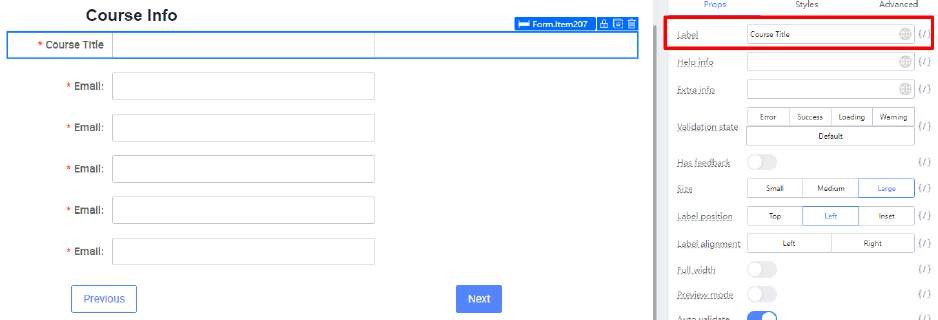 Course Info
Form.Item207
* Course Title
* Email:
* Email:
* Email:
* Email:
* Email:
Previous
Next
Props Styles Advanced
Label Course Title {/}
Help info {/}
Extra info {/}
Validation state Error Success Loading Warning {/}
Default
Has feedback {/}
Size Small Medium Large {/}
Label position Top Left Inset {/}
Label alignment Left Right {/}
Full width {/}
Preview mode {/}
Auto validate {/}